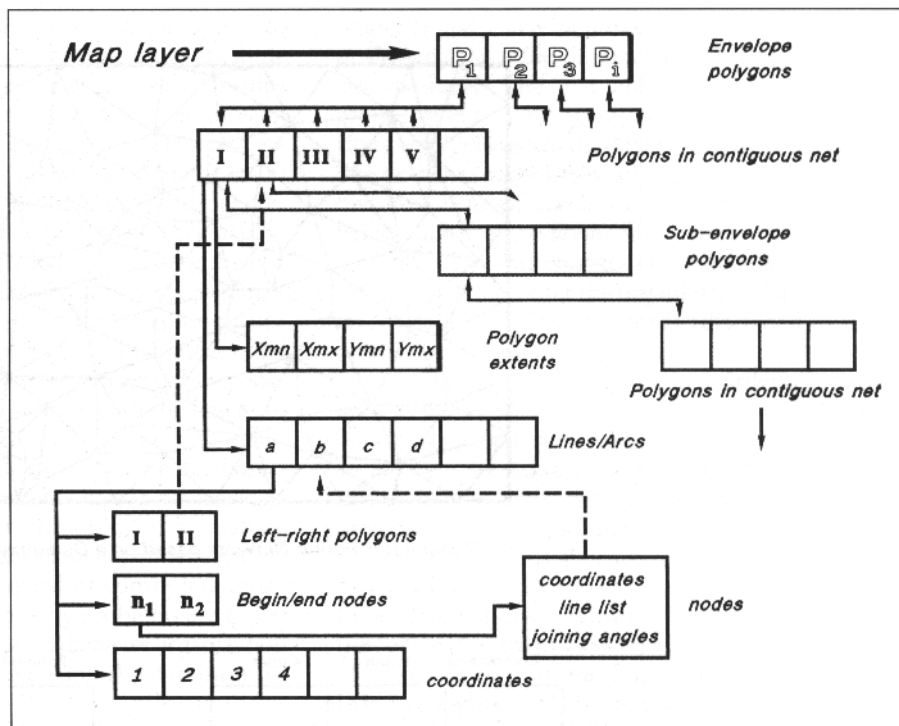 Map layer
P1 P2 P3 Pi
Envelope
polygons
I II III IV V
Polygons in contiguous net
Sub-envelope
polygons
Xmn Xmx Ymn Ymx
Polygon
extents
Polygons in contiguous net
a b c d
Lines/Arcs
I II
Left-right polygons
n1 n2
Begin/end nodes
coordinates
line list
joining angles
nodes
1 2 3 4
coordinates